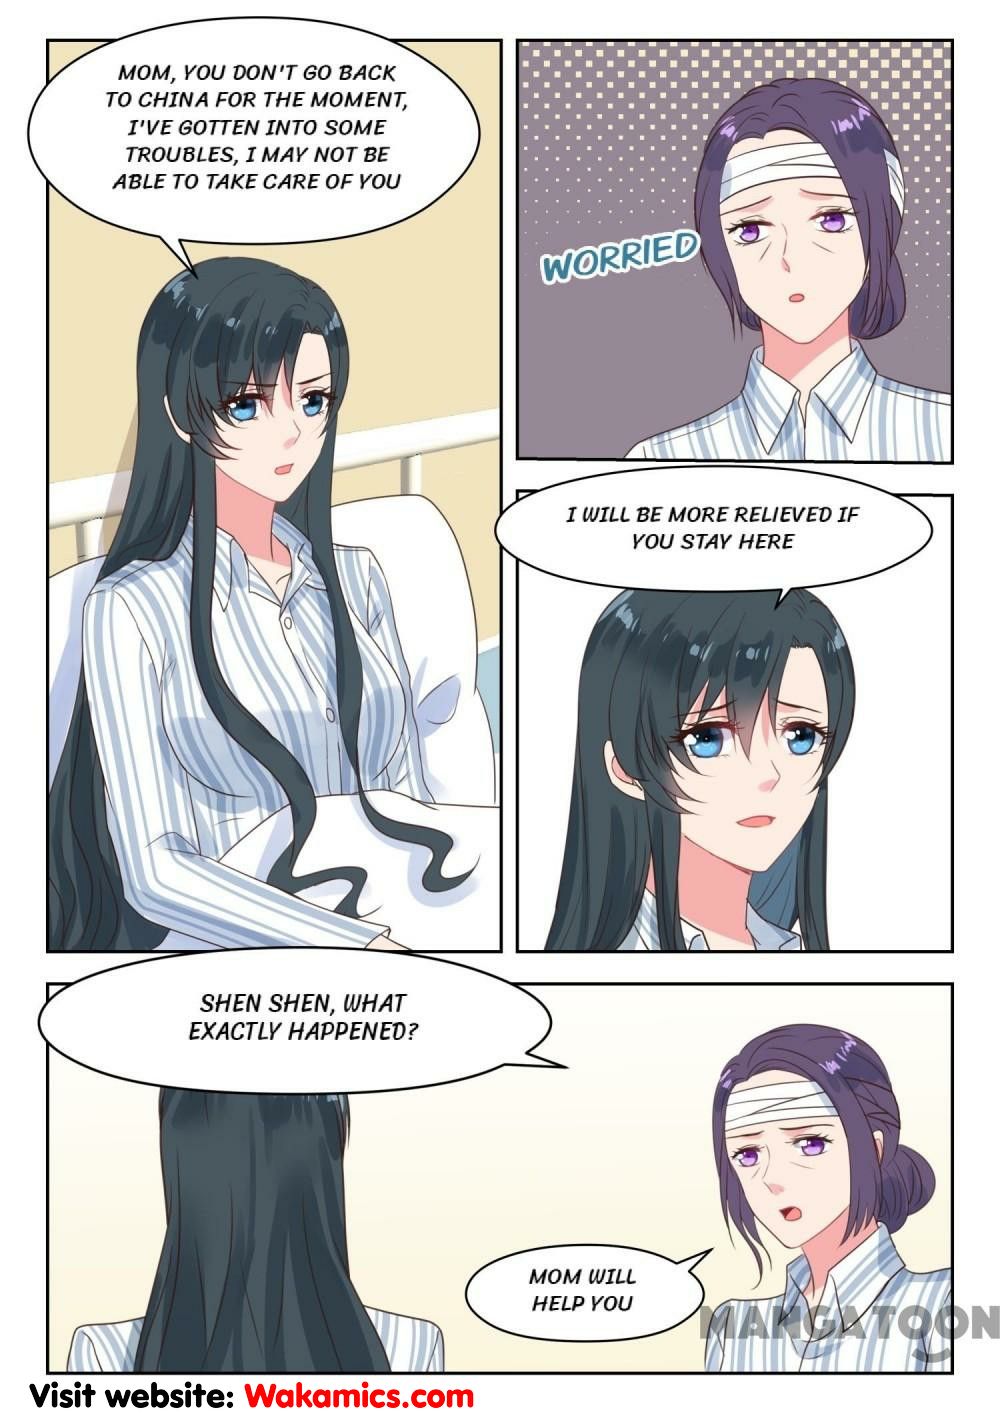 MOM, YOU DON'T GO BACK
TO CHINA FOR THE MOMENT,
I'VE GOTTEN INTO SOME
TROUBLES, I MAY NOT BE
ABLE TO TAKE CARE OF YOU
WORRIED
I WILL BE MORE RELIEVED IF
YOU STAY HERE
SHEN SHEN, WHAT
EXACTLY HAPPENED?
MOM WILL
HELP YOU
MANGATOON
Visit website: Wakamics.com